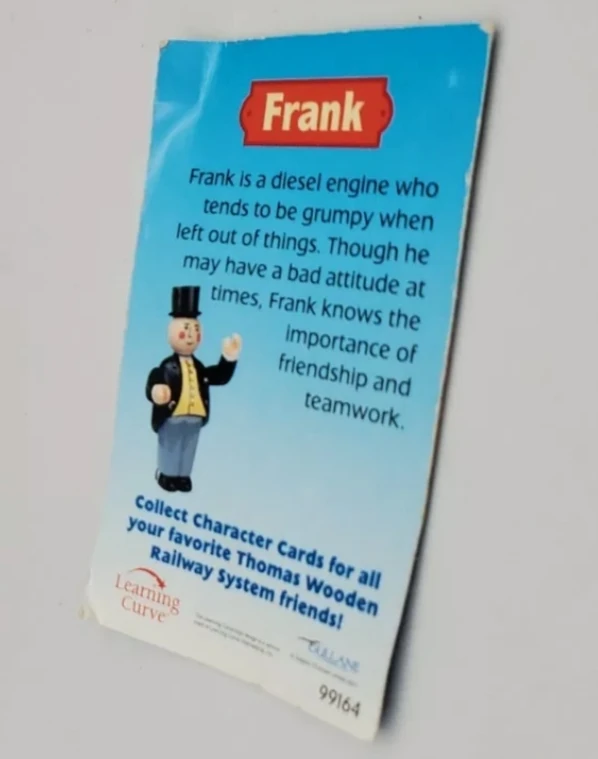 Frank
Frank is a diesel engine who
tends to be grumpy when
left out of things. Though he
may have a bad attitude at
times, Frank knows the
importance of
friendship and
teamwork.
Collect Character Cards for all
your favorite Thomas Wooden
Railway System friends!
Learning
Curve
GULLANE
99164